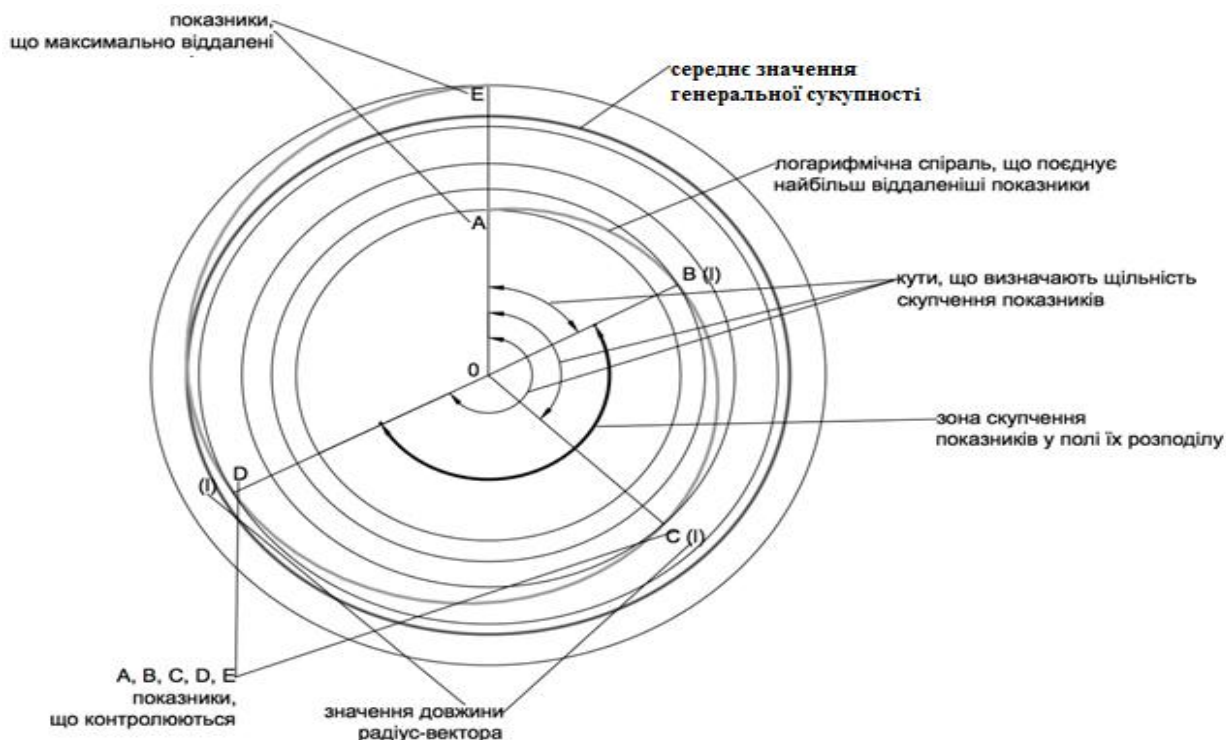 показники,
що максимально віддалені
E
середнє значення
генеральної сукупності
логарифмічна спіраль, що поєднує
найбільш віддаленіші показники
A
B (l)
кути, що визначають щільність
скупчення показників
0
зона скупчення
показників у полі їх розподілу
D
(l)
C (l)
A, B, C, D, E
показники,
що контролюються
значення довжини
радіус-вектора